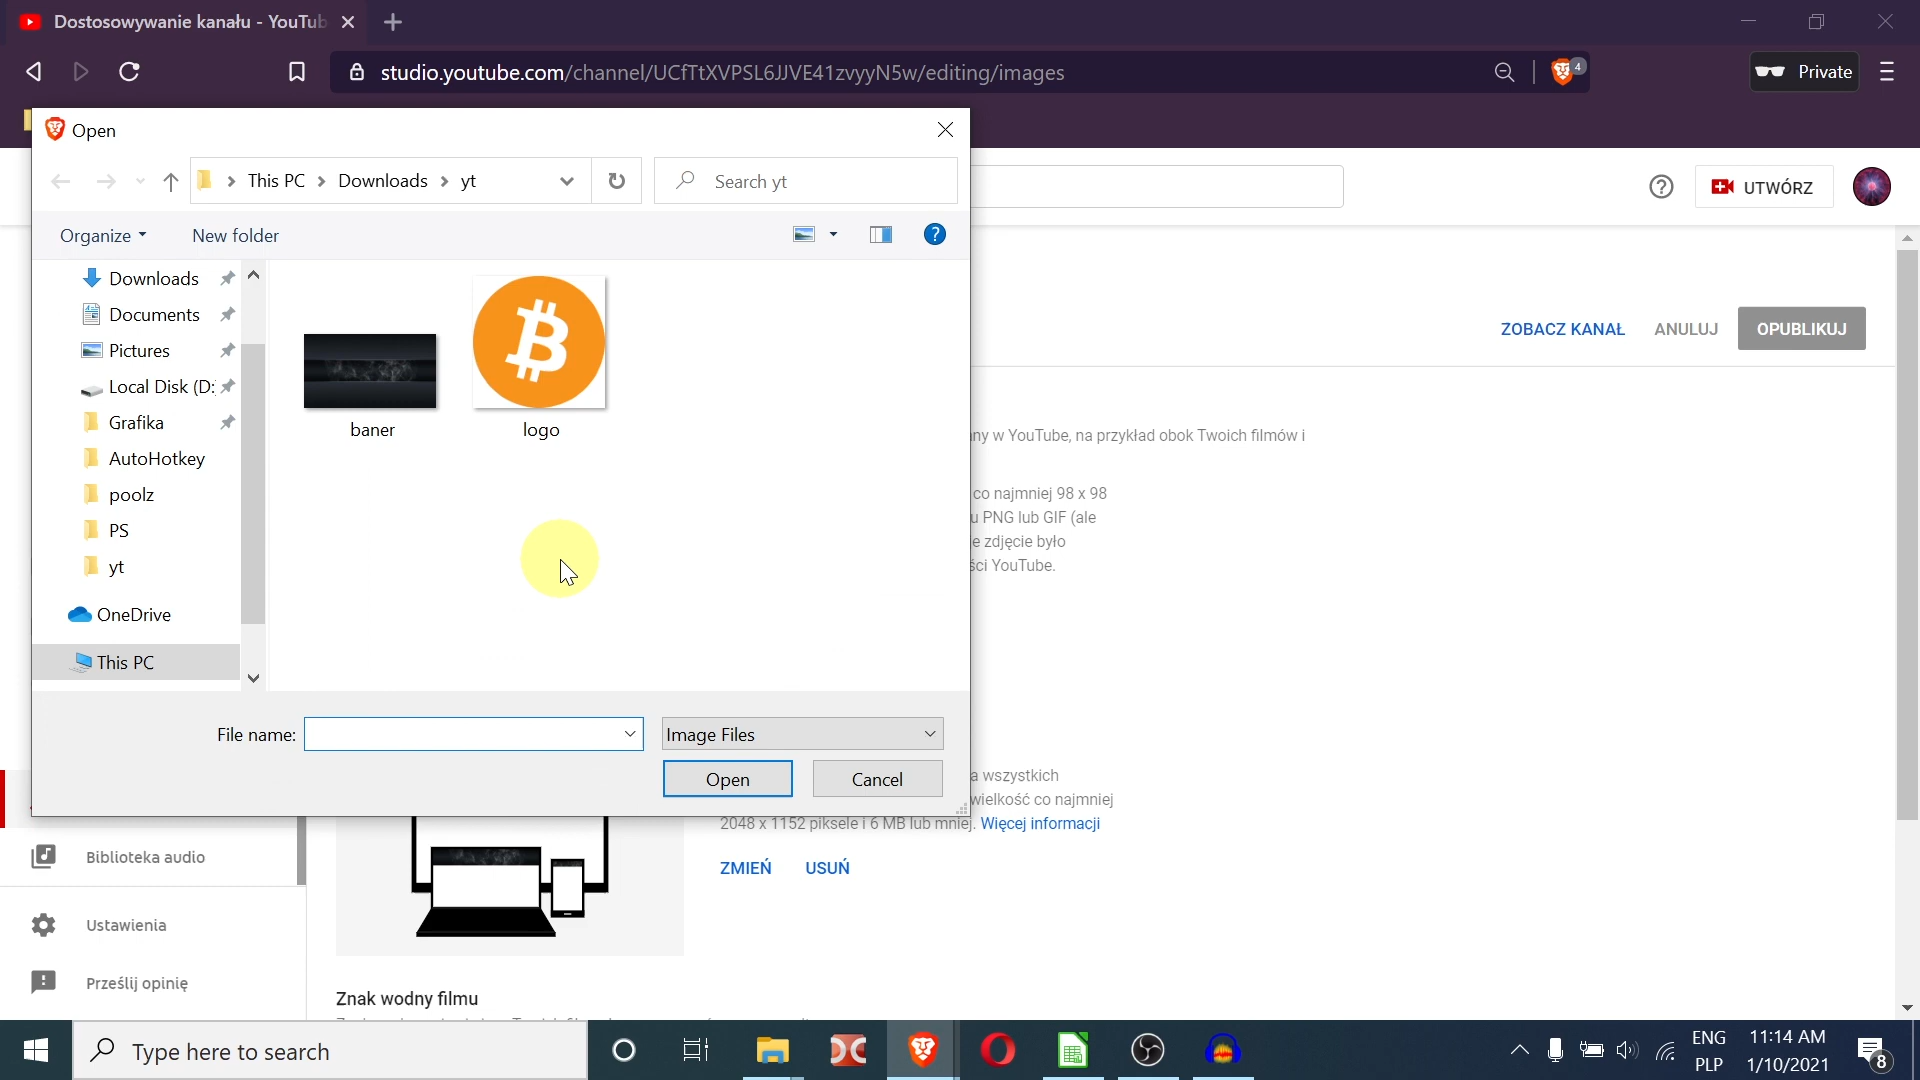 Dostosowywanie kanału - YouTub
studio.youtube.com/channel/UCfTtXVPSL6JJVE41zvyyN5w/editing/images
4
Private
Open
This PC
Downloads
yt
Search yt
UTWÓRZ
Organize
New folder
?
Downloads
Documents
Pictures
Local Disk (D:
Grafika
AutoHotkey
poolz
PS
yt
OneDrive
This PC
baner
logo
ZOBACZ KANAŁ
ANULUJ
OPUBLIKUJ
ny w YouTube, na przykład obok Twoich filmów i
co najmniej 98 x 98
u PNG lub GIF (ale
e zdjęcie było
ści YouTube.
File name:
Image Files
Open
Cancel
a wszystkich
wielkość co najmniej
2048 x 1152 piksele i 6 MB lub mniej. Więcej informacji
ZMIEŃ
USUŃ
Biblioteka audio
Ustawienia
Prześlij opinię
Znak wodny filmu
Type here to search
ENG
PLP
11:14 AM
1/10/2021
8